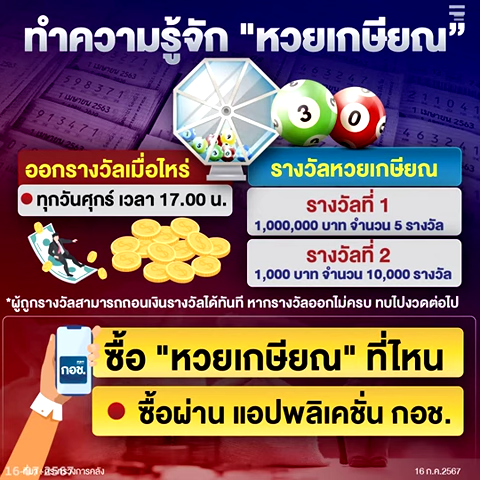 ทำความรู้จัก "หวยเกษียณ"
3
0
ออกรางวัลเมื่อไหร่
• ทุกวันศุกร์ เวลา 17.00 น.
รางวัลหวยเกษียณ
รางวัลที่ 1
1,000,000 บาท จำนวน 5 รางวัล
รางวัลที่ 2
1,000 บาท จำนวน 10,000 รางวัล
*ผู้ถูกรางวัลสามารถถอนเงินรางวัลได้ทันที หากรางวัลออกไม่ครบ ทบไปงวดต่อไป
กอช.
ซื้อ "หวยเกษียณ" ที่ไหน
• ซื้อผ่าน แอปพลิเคชั่น กอช.
16 ก.ค.2567